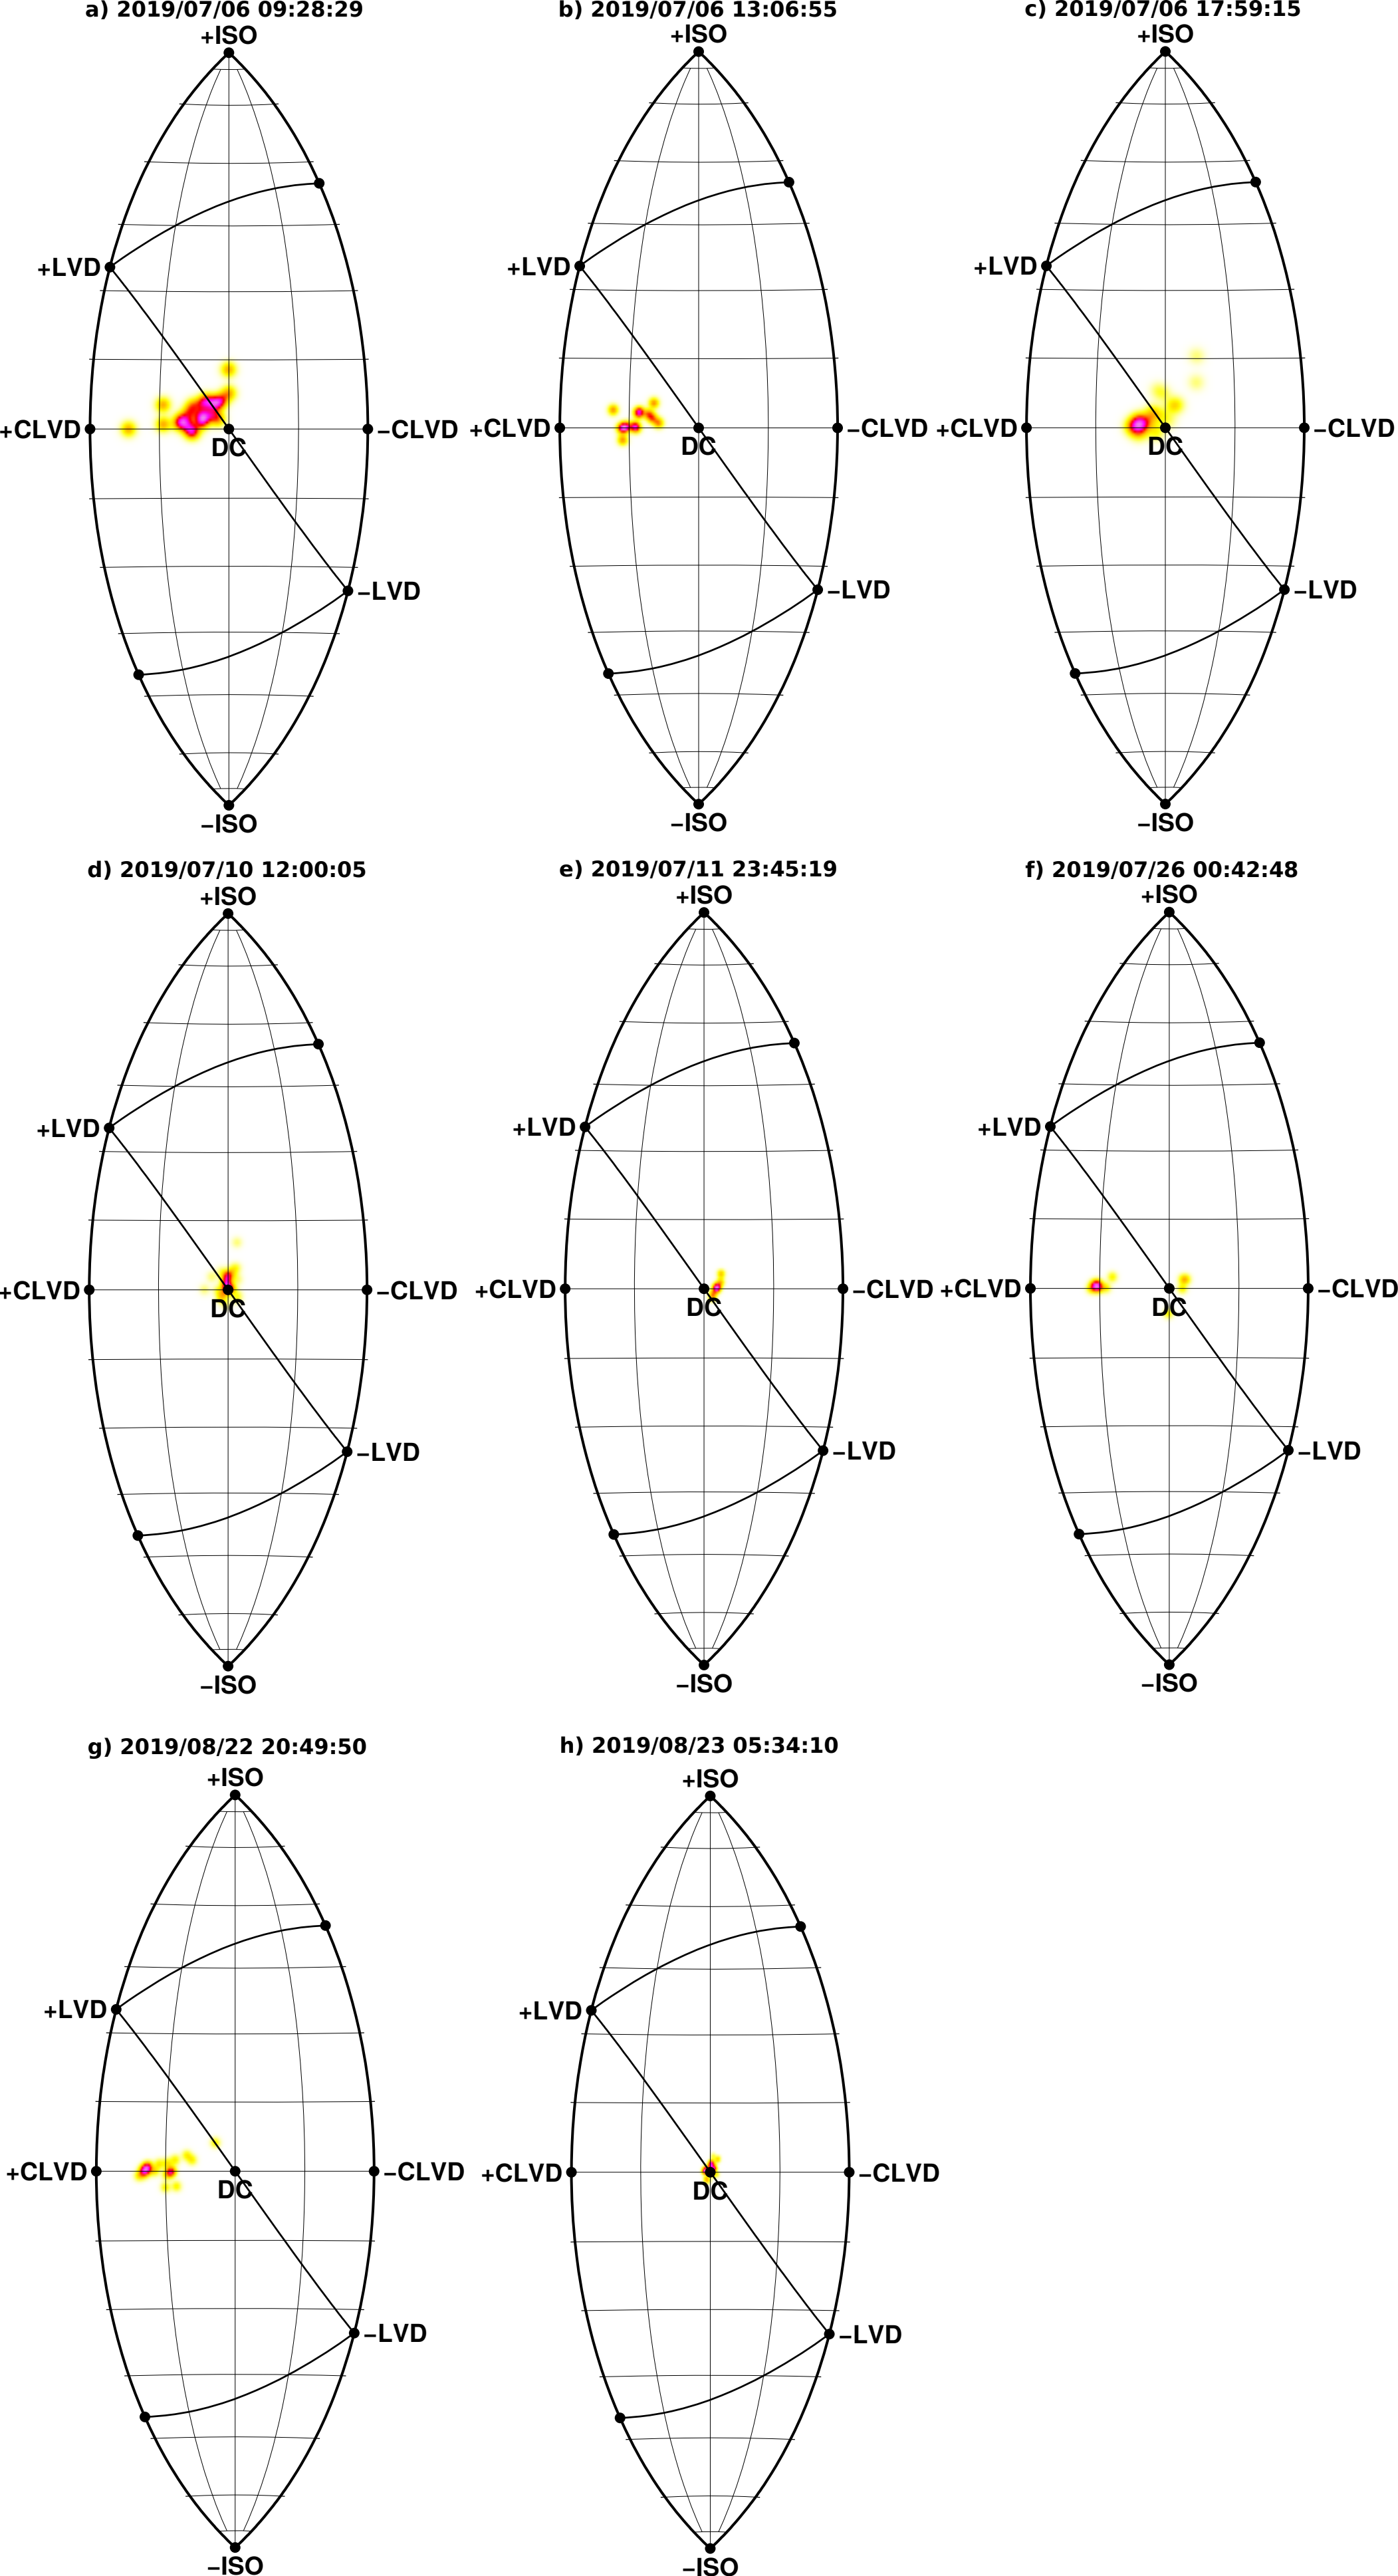 a) 2019/07/06 09:28:29
b) 2019/07/06 13:06:55
c) 2019/07/06 17:59:15
+ISO
+ISO
+ISO
+LVD
+LVD
+LVD
+CLVD
DC
–CLVD
+CLVD
DC
–CLVD
+CLVD
DC
–CLVD
–LVD
–LVD
–LVD
–ISO
–ISO
–ISO
d) 2019/07/10 12:00:05
e) 2019/07/11 23:45:19
f) 2019/07/26 00:42:48
+ISO
+ISO
+ISO
+LVD
+LVD
+LVD
+CLVD
DC
–CLVD
+CLVD
DC
–CLVD
+CLVD
DC
–CLVD
–LVD
–LVD
–LVD
–ISO
–ISO
–ISO
g) 2019/08/22 20:49:50
h) 2019/08/23 05:34:10
+ISO
+ISO
+LVD
+LVD
+CLVD
DC
–CLVD
+CLVD
DC
–CLVD
–LVD
–LVD
–ISO
–ISO